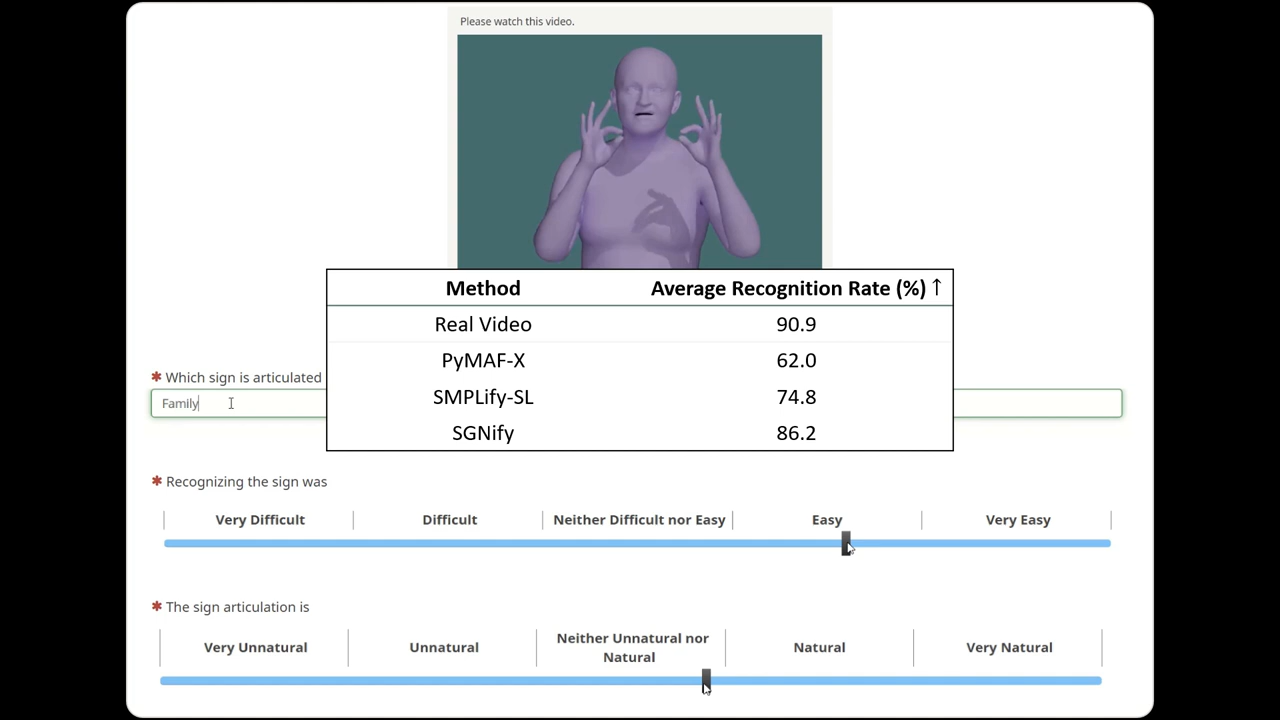 Please watch this video.
Method Average Recognition Rate (%) ↑
Real Video 90.9
PyMAF-X 62.0
SMPLify-SL 74.8
SGNify 86.2
* Which sign is articulated
Family
* Recognizing the sign was
Very Difficult Difficult Neither Difficult nor Easy Easy Very Easy
* The sign articulation is
Very Unnatural Unnatural Neither Unnatural nor Natural Natural Very Natural